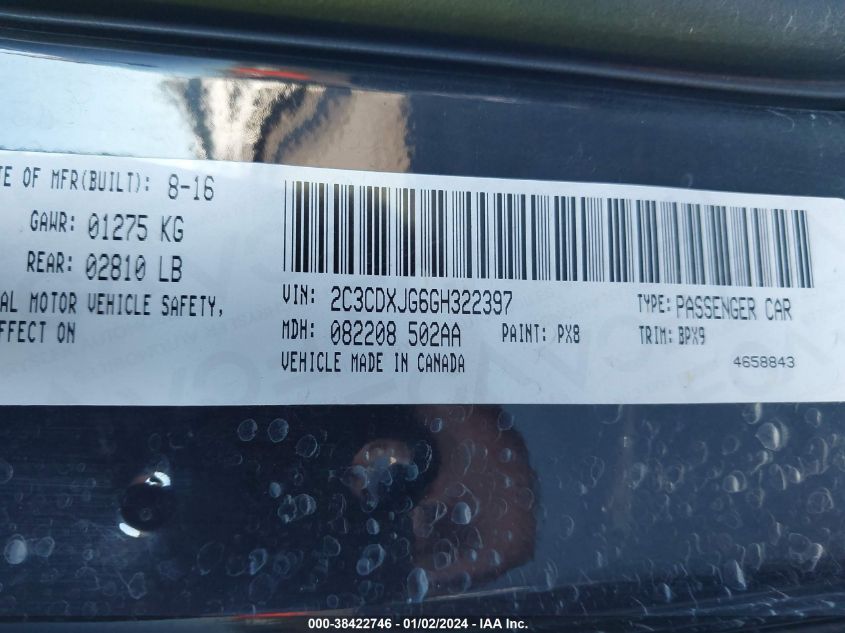 TE OF MFR(BUILT): 8-16
GAWR: 01275 KG
REAR: 02810 LB
AL MOTOR VEHICLE SAFETY,
FFECT ON
VIN: 2C3CDXJG6GH322397 TYPE: PASSENGER CAR
MDH: 082208 502AA PAINT: PX8 TRIM: BPX9
VEHICLE MADE IN CANADA 4658843
000-38422746 - 01/02/2024 - IAA Inc.